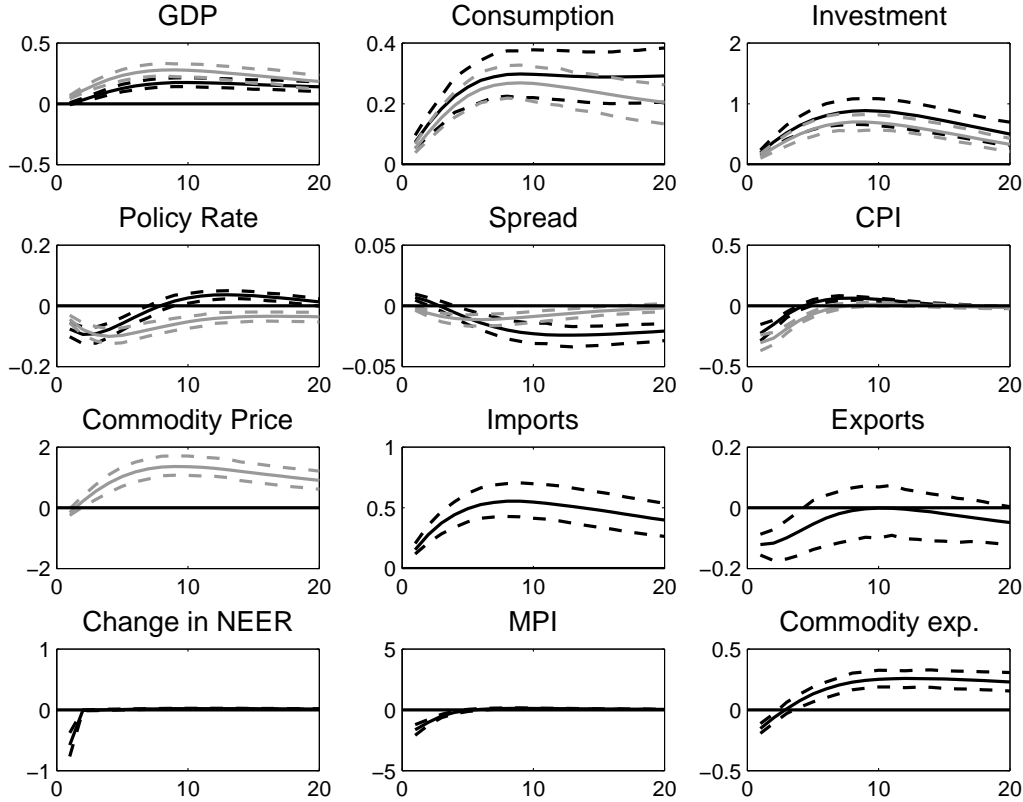 GDP Consumption Investment
0.5 0.4 2
0 0.2 1
−0.5 0 0
0 10 20 0 10 20 0 10 20
Policy Rate Spread CPI
0.2 0.05 0.5
0 0 0
−0.2 −0.05 −0.5
0 10 20 0 10 20 0 10 20
Commodity Price Imports Exports
2 1 0.2
0 0.5 0
−2 0 −0.2
0 10 20 0 10 20 0 10 20
Change in NEER MPI Commodity exp.
1 5 0.5
0 0 0
−1 −5 −0.5
0 10 20 0 10 20 0 10 20